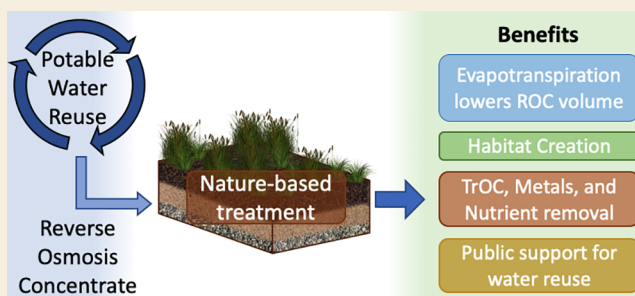 Potable
Water
Reuse
Reverse
Osmosis
Concentrate
Nature-based
treatment
Benefits
Evapotranspiration
lowers ROC volume
Habitat Creation
TrOC, Metals, and
Nutrient removal
Public support for
water reuse